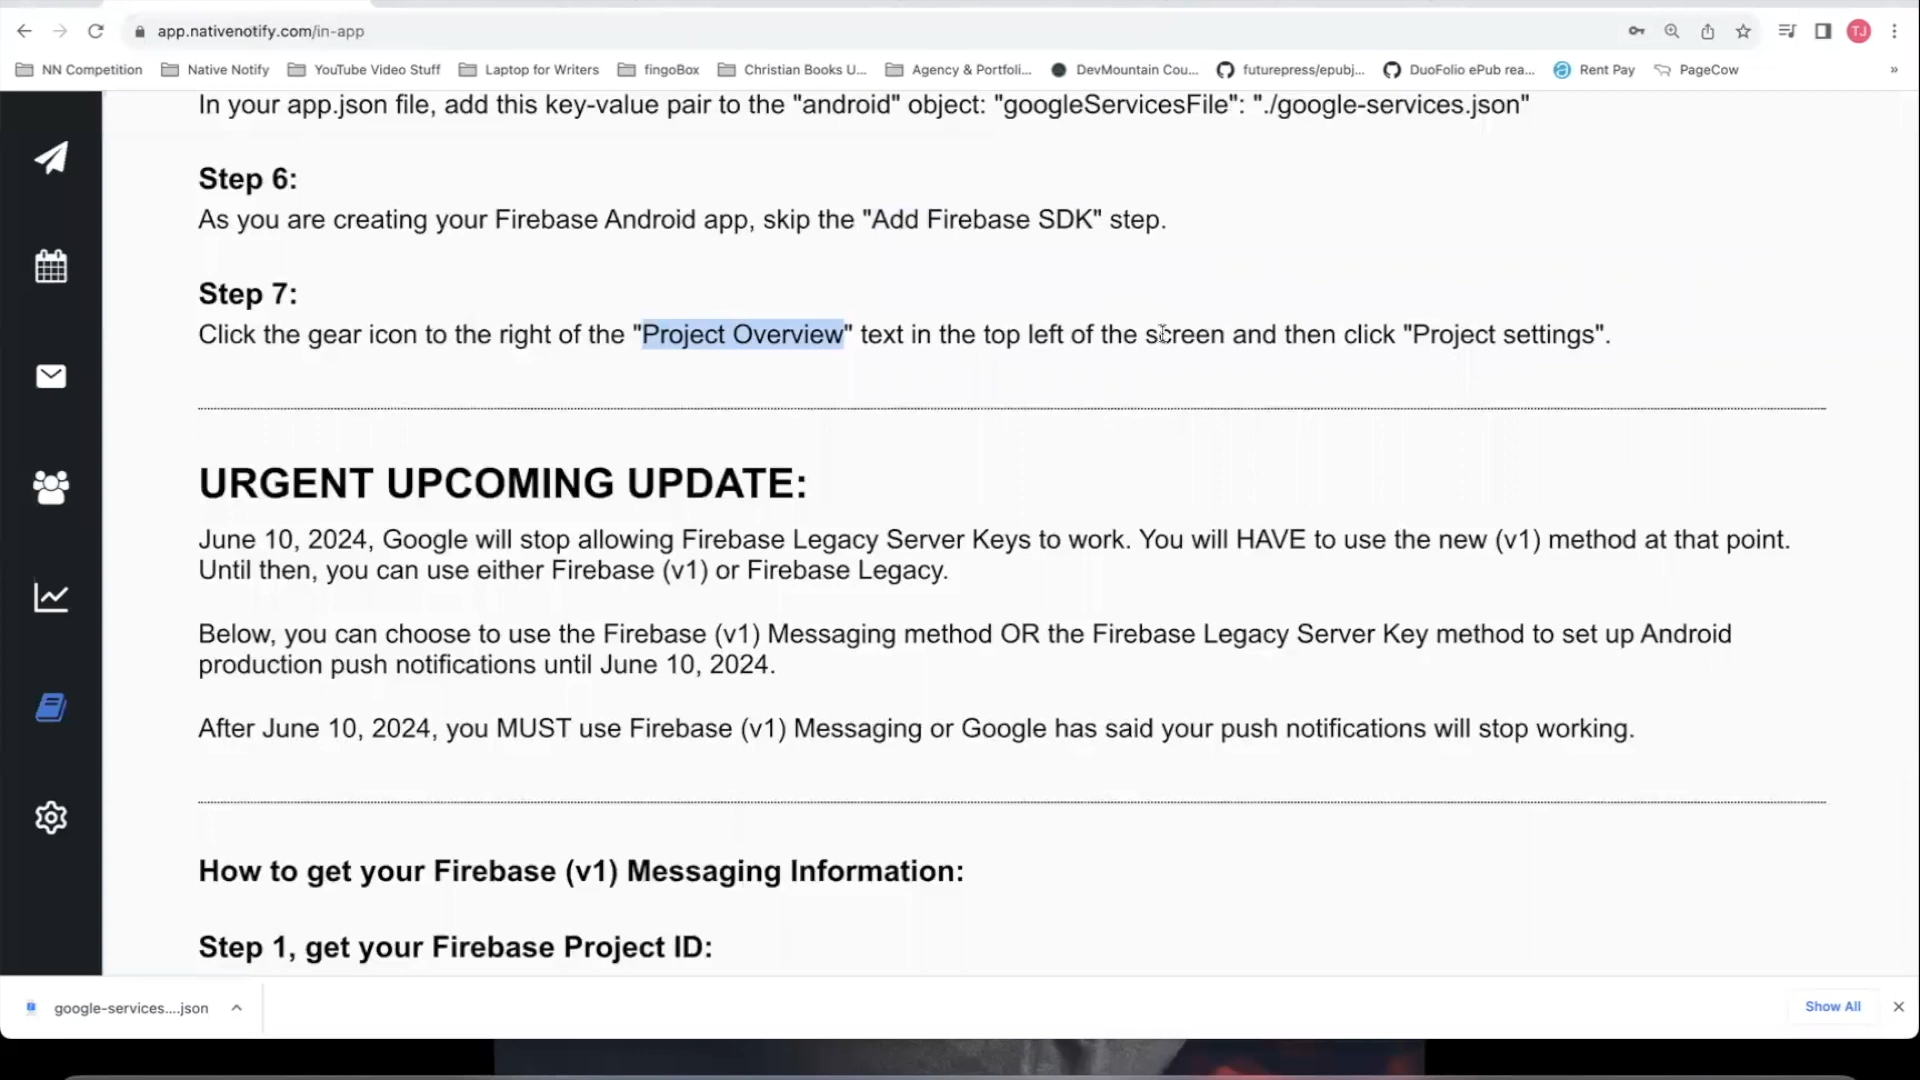 app.nativenotify.com/in-app
TJ
NN Competition
Native Notify
YouTube Video Stuff
Laptop for Writers
fingoBox
Christian Books U...
Agency & Portfoli...
DevMountain Cou...
futurepress/epubj...
DuoFolio ePub rea...
Rent Pay
PageCow
»
In your app.json file, add this key-value pair to the "android" object: "googleServicesFile": "./google-services.json"
Step 6:
As you are creating your Firebase Android app, skip the "Add Firebase SDK" step.
Step 7:
Click the gear icon to the right of the "Project Overview" text in the top left of the screen and then click "Project settings".
URGENT UPCOMING UPDATE:
June 10, 2024, Google will stop allowing Firebase Legacy Server Keys to work. You will HAVE to use the new (v1) method at that point.
Until then, you can use either Firebase (v1) or Firebase Legacy.
Below, you can choose to use the Firebase (v1) Messaging method OR the Firebase Legacy Server Key method to set up Android
production push notifications until June 10, 2024.
After June 10, 2024, you MUST use Firebase (v1) Messaging or Google has said your push notifications will stop working.
How to get your Firebase (v1) Messaging Information:
Step 1, get your Firebase Project ID:
google-services....json
Show All